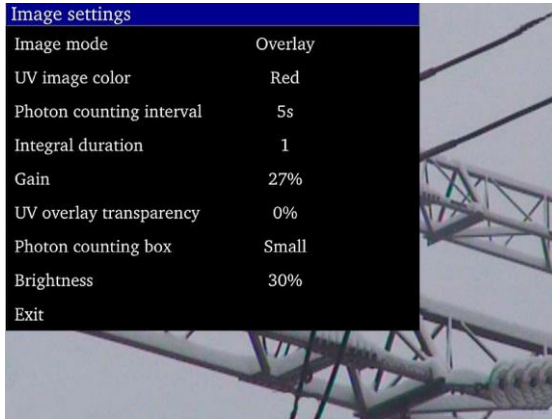 Image settings
Image mode Overlay
UV image color Red
Photon counting interval 5s
Integral duration 1
Gain 27%
UV overlay transparency 0%
Photon counting box Small
Brightness 30%
Exit